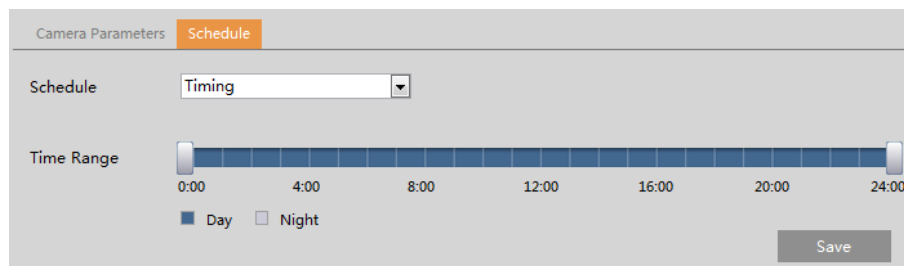 Camera Parameters Schedule
Schedule Timing
Time Range
0:00 4:00 8:00 12:00 16:00 20:00 24:00
Day Night
Save